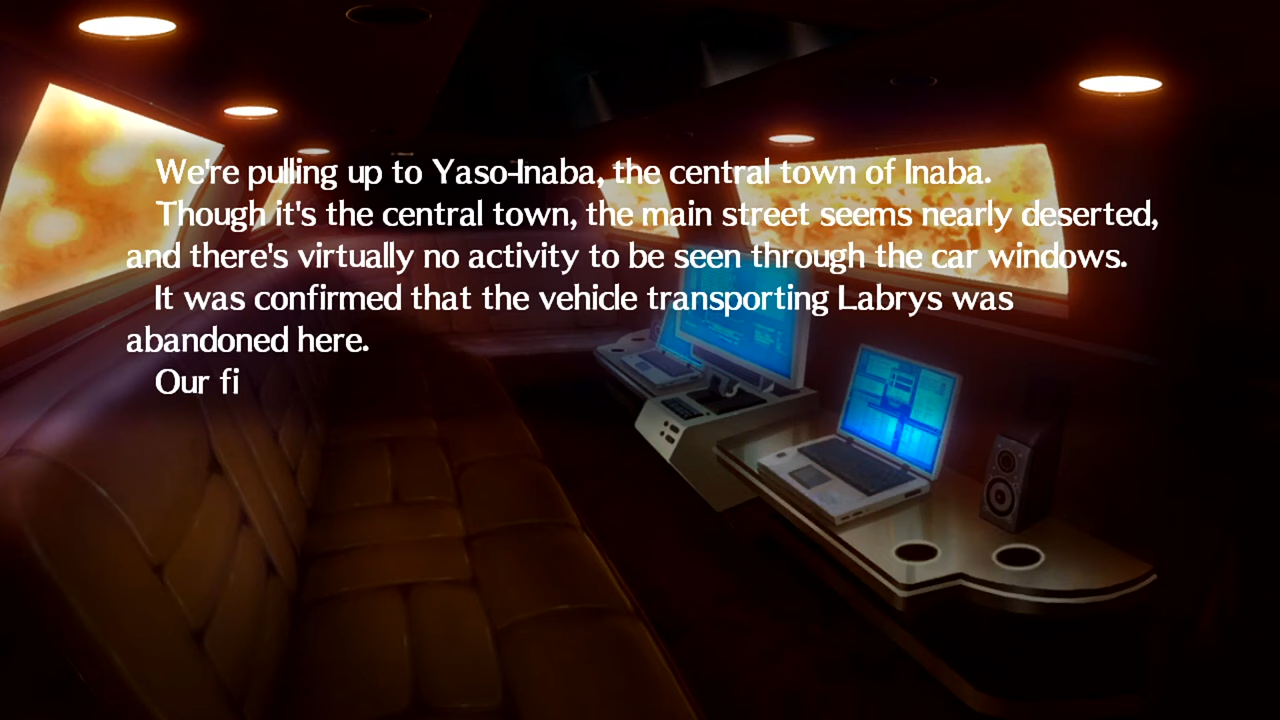 We're pulling up to Yaso-Inaba, the central town of Inaba.
Though it's the central town, the main street seems nearly deserted,
and there's virtually no activity to be seen through the car windows.
It was confirmed that the vehicle transporting Labrys was
abandoned here.
Our fi